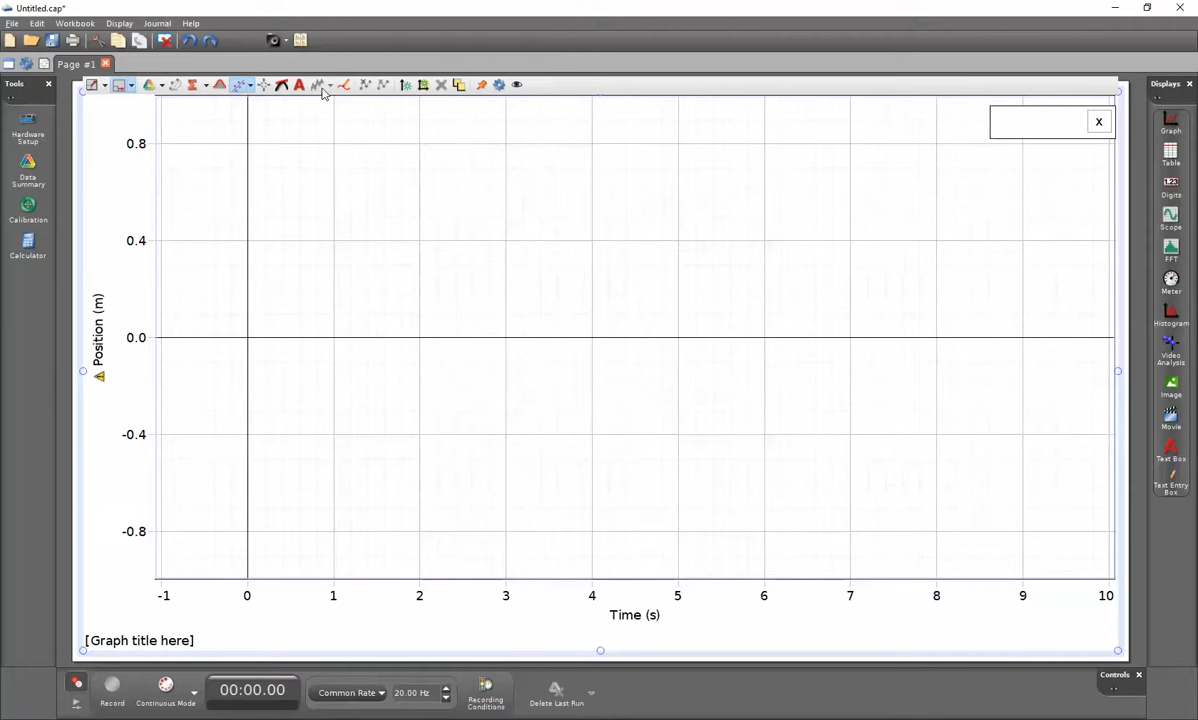 Untitled.cap*
File Edit Workbook Display Journal Help
Page #1
Tools
Displays
Hardware
Setup
Data
Summary
Calibration
Calculator
A
x
0.8
0.4
0.0
-0.4
-0.8
Position (m)
-1 0 1 2 3 4 5 6 7 8 9 10
Time (s)
[Graph title here]
Graph
Table
1.23
Digits
Scope
FFT
Meter
Histogram
Video
Analysis
Image
Movie
Text Box
Text Entry
Box
Record
Continuous Mode
00:00.00
Common Rate
20.00 Hz
Recording
Conditions
Delete Last Run
Controls